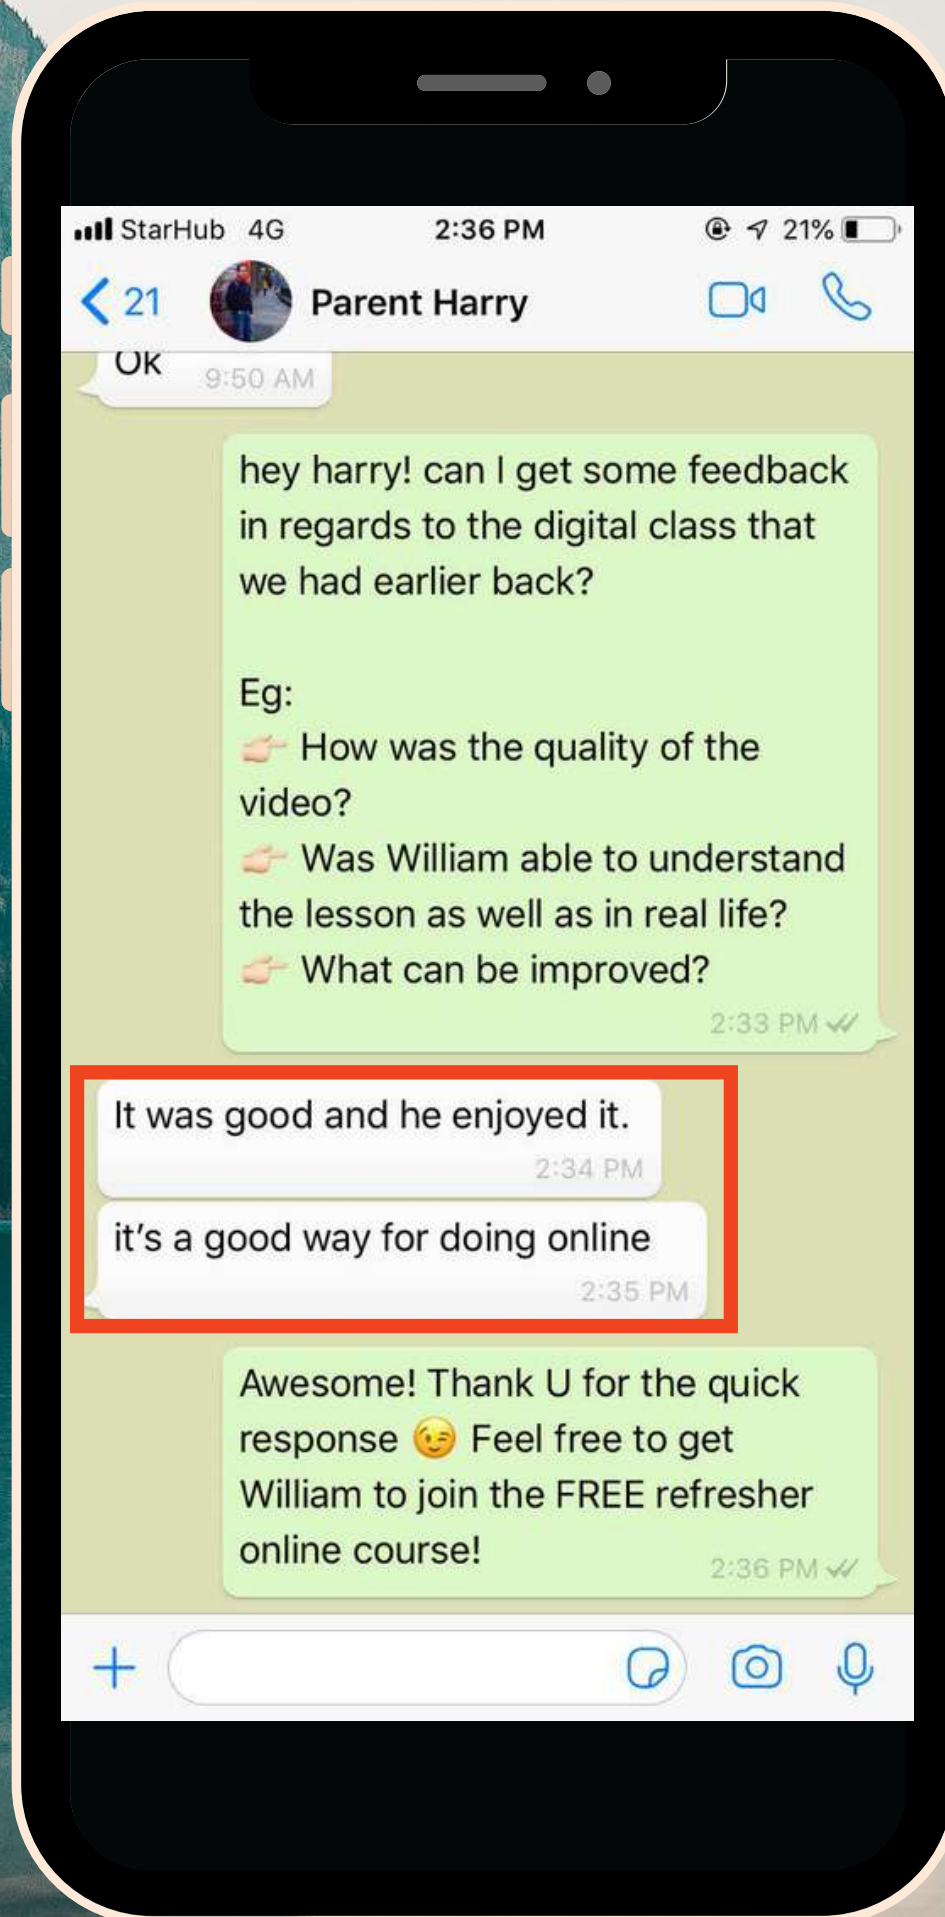 StarHub 4G 2:36 PM 21%
21 Parent Harry
Ok
9:50 AM
hey harry! can I get some feedback
in regards to the digital class that
we had earlier back?
Eg:
👉🏻 How was the quality of the
video?
👉🏻 Was William able to understand
the lesson as well as in real life?
👉🏻 What can be improved?
2:33 PM
It was good and he enjoyed it.
2:34 PM
it's a good way for doing online
2:35 PM
Awesome! Thank U for the quick
response 😉 Feel free to get
William to join the FREE refresher
online course!
2:36 PM